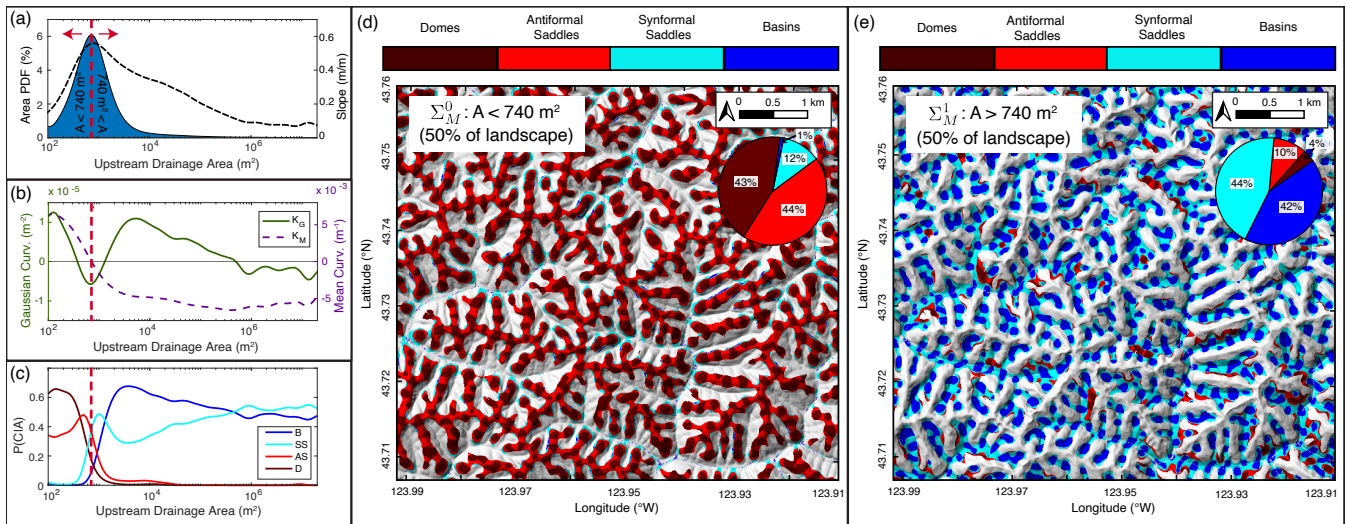 (a)
6
4
2
0
Area PDF (%)
A < 740 m²
740 m² < A
0.6
0.4
0.2
0
Slope (m/m)
10²
10⁴
10⁶
Upstream Drainage Area (m²)
(b)
x 10⁻⁵
x 10⁻³
1
0
-1
Gaussian Curv. (m⁻²)
K_G
K_M
5
0
-5
Mean Curv. (m⁻¹)
10²
10⁴
10⁶
Upstream Drainage Area (m²)
(c)
0.6
0.4
0.2
0
P(C|A)
B
SS
AS
D
10²
10⁴
10⁶
Upstream Drainage Area (m²)
(d)
Domes
Antiformal
Saddles
Synformal
Saddles
Basins
Σ⁰_M : A < 740 m²
(50% of landscape)
0 0.5 1 km
1%
12%
43%
44%
43.76
43.75
43.74
43.73
43.72
43.71
Latitude (°N)
123.99 123.97 123.95 123.93 123.91
Longitude (°W)
(e)
Domes
Antiformal
Saddles
Synformal
Saddles
Basins
Σ¹_M : A > 740 m²
(50% of landscape)
0 0.5 1 km
4%
10%
44%
42%
43.76
43.75
43.74
43.73
43.72
43.71
Latitude (°N)
123.99 123.97 123.95 123.93 123.91
Longitude (°W)